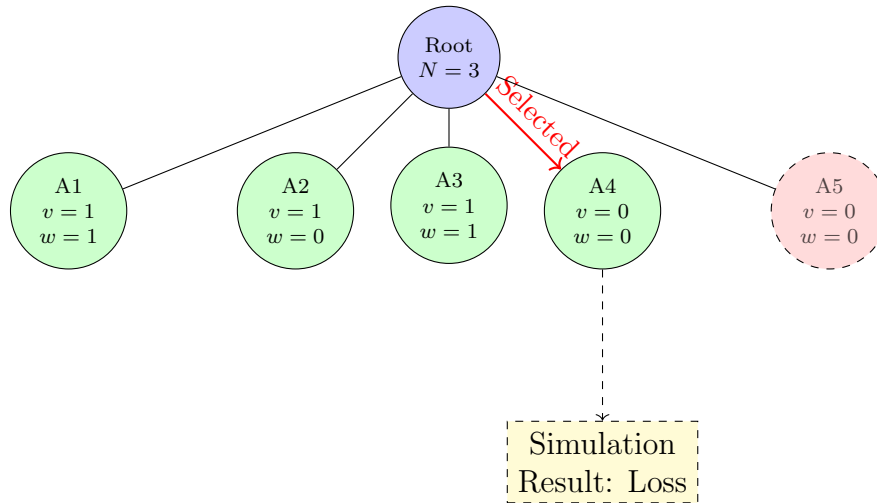 Root
N = 3
Selected
A1
v = 1
w = 1
A2
v = 1
w = 0
A3
v = 1
w = 1
A4
v = 0
w = 0
A5
v = 0
w = 0
Simulation
Result: Loss